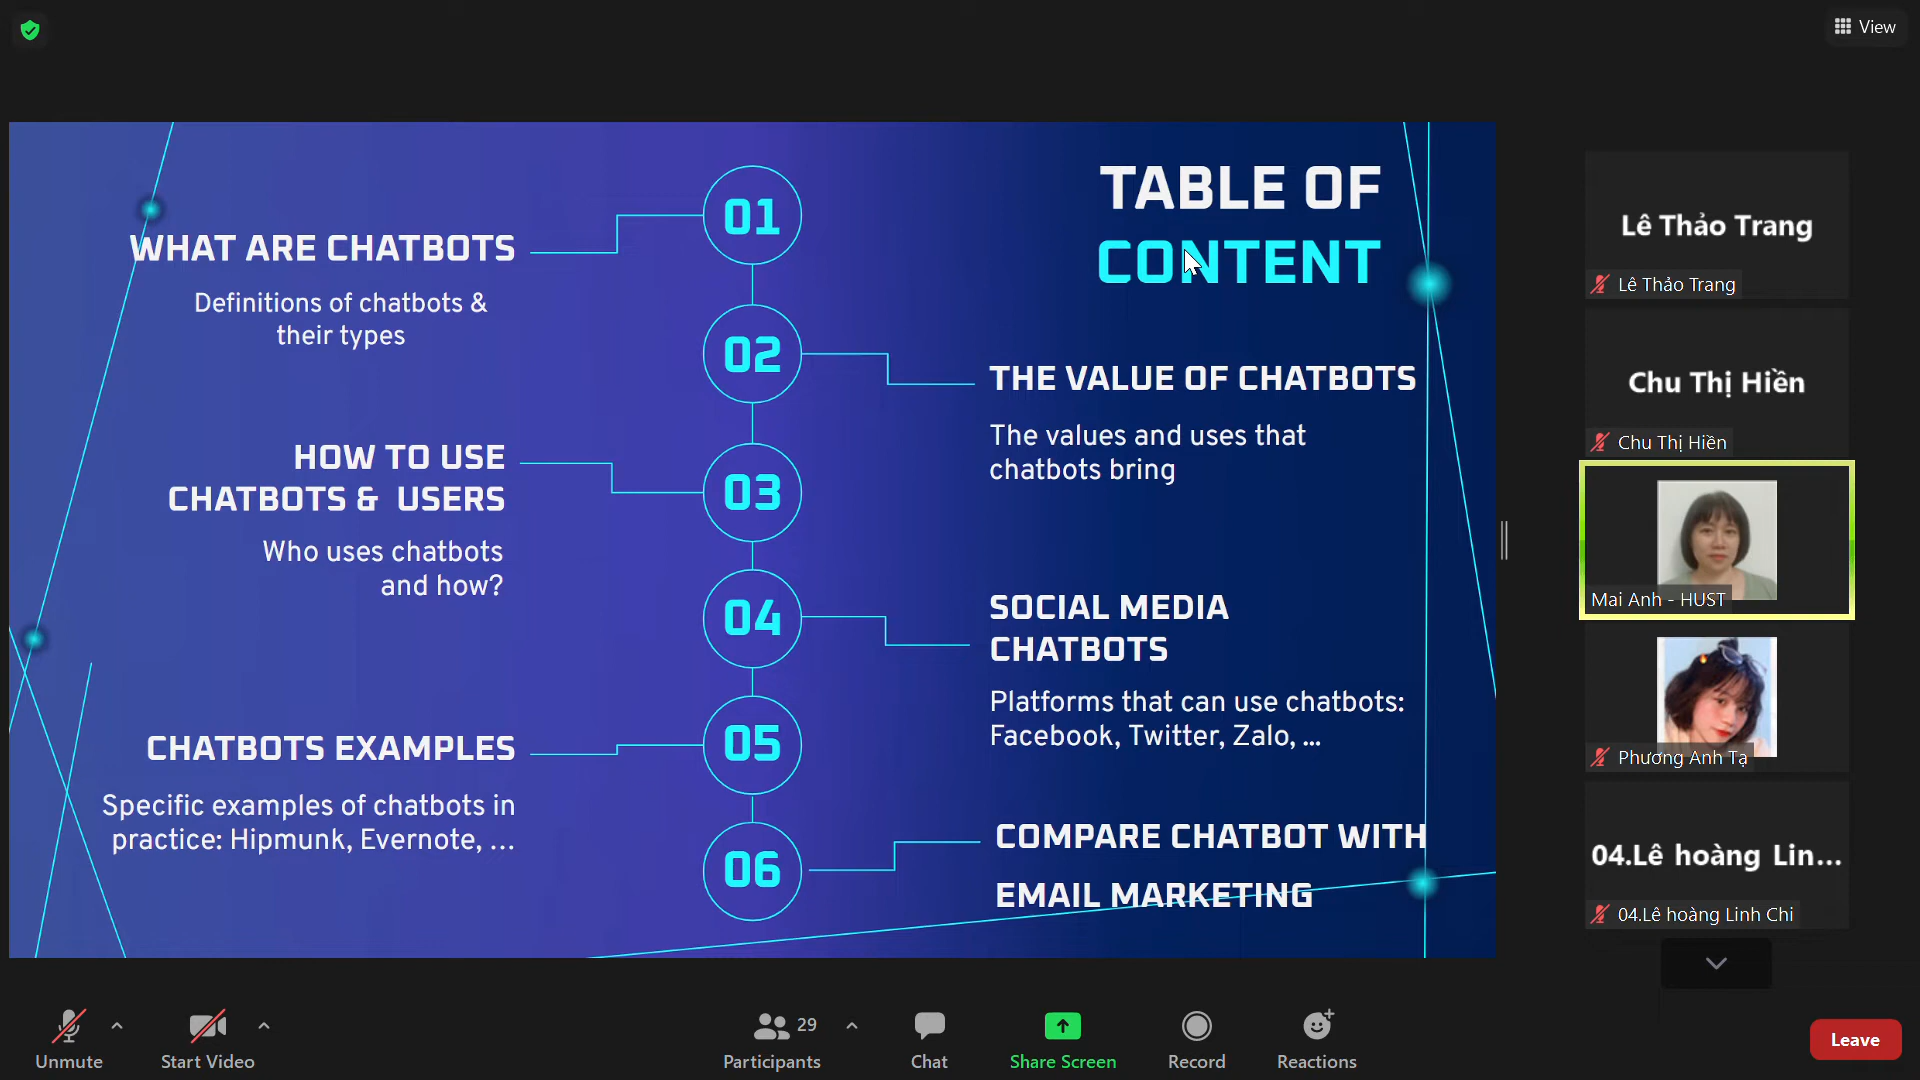 View
TABLE OF
CONTENT
01
WHAT ARE CHATBOTS
Definitions of chatbots &
their types
02
THE VALUE OF CHATBOTS
The values and uses that
chatbots bring
03
HOW TO USE
CHATBOTS & USERS
Who uses chatbots
and how?
04
SOCIAL MEDIA
CHATBOTS
Platforms that can use chatbots:
Facebook, Twitter, Zalo, ...
05
CHATBOTS EXAMPLES
Specific examples of chatbots in
practice: Hipmunk, Evernote, ...
06
COMPARE CHATBOT WITH
EMAIL MARKETING
Lê Thảo Trang
Lê Thảo Trang
Chu Thị Hiền
Chu Thị Hiền
Mai Anh - HUST
Phương Anh Tạ
04.Lê hoàng Lin...
04.Lê hoàng Linh Chi
Unmute
Start Video
29
Participants
Chat
Share Screen
Record
Reactions
Leave